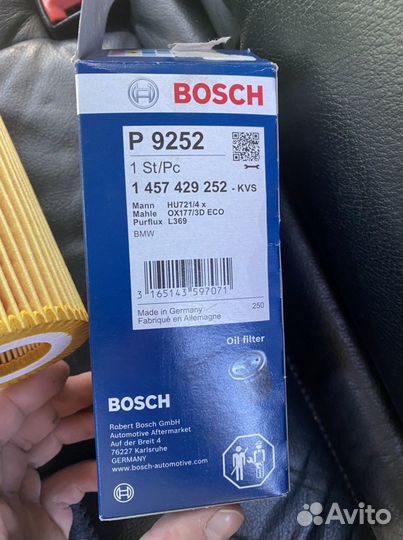 BOSCH
P 9252
1 St/Pc
1 457 429 252 - KVS
Mann HU721/4 x
Mahle OX177/3D ECO
Purflux L369
BMW
3 165143 597071
Made in Germany
Fabriqué en Allemagne
250
Oil filter
BOSCH
Robert Bosch GmbH
Automotive Aftermarket
Auf der Breit 4
76227 Karlsruhe
GERMANY
www.bosch-automotive.com
Avito